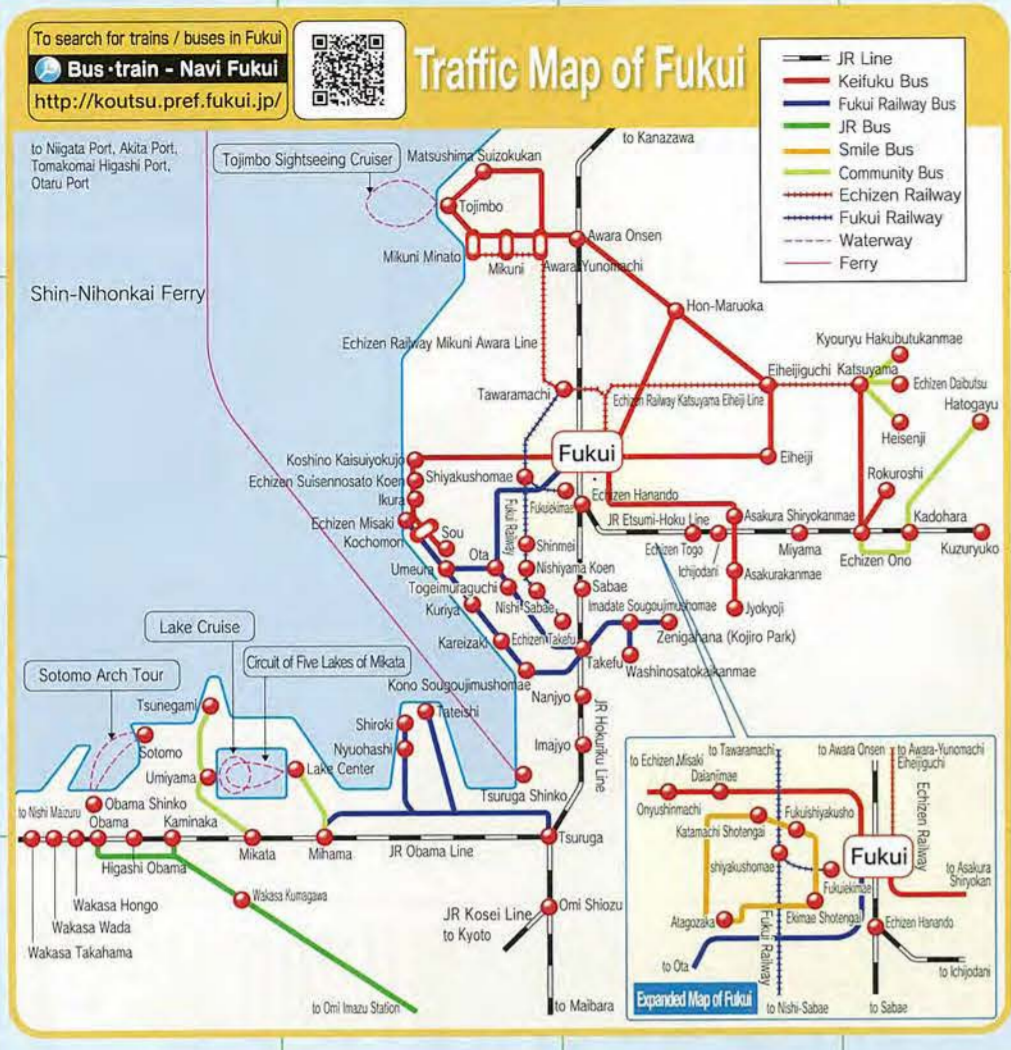 To search for trains / buses in Fukui
Bus・train - Navi Fukui
http://koutsu.pref.fukui.jp/
Traffic Map of Fukui
JR Line
Keifuku Bus
Fukui Railway Bus
JR Bus
Smile Bus
Community Bus
Echizen Railway
Fukui Railway
Waterway
Ferry
to Niigata Port, Akita Port,
Tomakomai Higashi Port,
Otaru Port
Tojimbo Sightseeing Cruiser
Matsushima Suizokukan
to Kanazawa
Tojimbo
Awara Onsen
Mikuni Minato
Mikuni
Awara Yunomachi
Shin-Nihonkai Ferry
Hon-Maruoka
Echizen Railway Mikuni Awara Line
Kyouryu Hakubutukanmae
Eiheijiguchi
Katsuyama
Echizen Daibutsu
Tawaramachi
Echizen Railway Katsuyama Eiheiji Line
Hatogayu
Heisenji
Fukui
Koshino Kaisuiyokujo
Eiheiji
Shiyakushomae
Echizen Suisennosato Koen
Rokuroshi
Ikura
Fukuiekimae
Echizen Hanando
Echizen Misaki
Fukui Railway
JR Etsumi-Hoku Line
Asakura Shiryokanmae
Kadohara
Kochomon
Sou
Shinmei
Echizen Togo
Ichijodani
Miyama
Echizen Ono
Kuzuryuko
Ota
Umeura
Nishiyama Koen
Asakurakanmae
Togeimuraguchi
Sabae
Nishi-Sabae
Imadate Sougoujimushomae
Jyokyoji
Kuriya
Kareizaki
Echizen Takefu
Zenigahana (Kojiro Park)
Takefu
Washinosatokaikanmae
Lake Cruise
Circuit of Five Lakes of Mikata
Sotomo Arch Tour
Kono Sougoujimushomae
Nanjyo
Tsunegami
Tateishi
Shiroki
JR Hokuriku Line
Sotomo
Nyuohashi
Imajyo
Umiyama
Lake Center
Tsuruga Shinko
Obama Shinko
to Nishi Maizuru
Obama
Kaminaka
Tsuruga
Higashi Obama
Mikata
Mihama
JR Obama Line
Wakasa Hongo
Wakasa Kumagawa
Wakasa Wada
Omi Shiozu
JR Kosei Line
to Kyoto
Wakasa Takahama
to Omi Imazu Station
to Maibara
to Tawaramachi
to Awara Onsen
to Awara-Yunomachi
Eiheijiguchi
to Echizen Misaki
Daianimae
Onyushinmachi
Fukuishiyakusho
Katamachi Shotengai
Echizen Railway
Fukui
shiyakushomae
Fukuiekimae
to Asakura
Shiryokan
Atagozaka
Ekimae Shotengai
Echizen Hanando
Fukui Railway
to Ota
to Ichijodani
Expanded Map of Fukui
to Nishi-Sabae
to Sabae